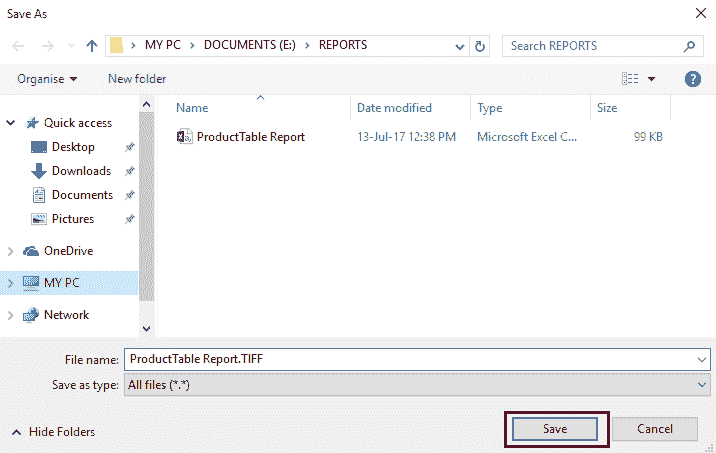 Save As
MY PC > DOCUMENTS (E:) > REPORTS
Search REPORTS
Organise
New folder
?
Name
Date modified
Type
Size
Quick access
Desktop
Downloads
Documents
Pictures
OneDrive
MY PC
Network
ProductTable Report 13-Jul-17 12:38 PM Microsoft Excel C... 99 KB
File name: ProductTable Report.TIFF
Save as type: All files (*.*)
Hide Folders
Save
Cancel